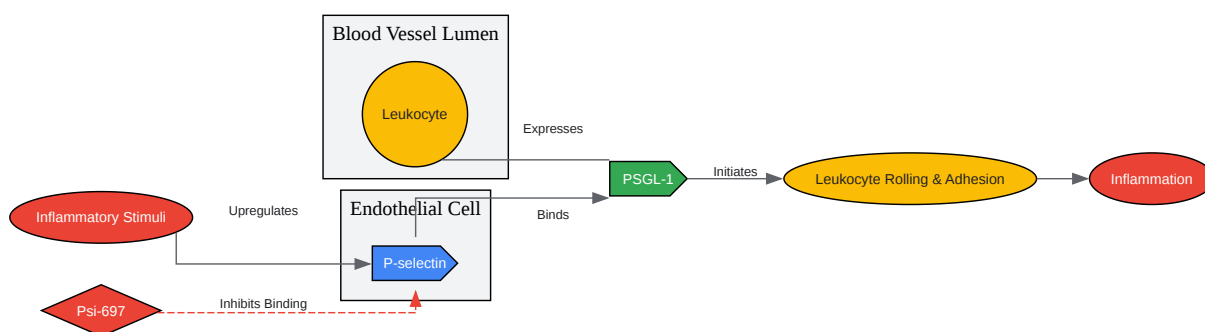 Blood Vessel Lumen
Leukocyte
Expresses
PSGL-1
Initiates
Leukocyte Rolling & Adhesion
Inflammation
Inflammatory Stimuli
Upregulates
Endothelial Cell
Binds
P-selectin
Psi-697
Inhibits Binding